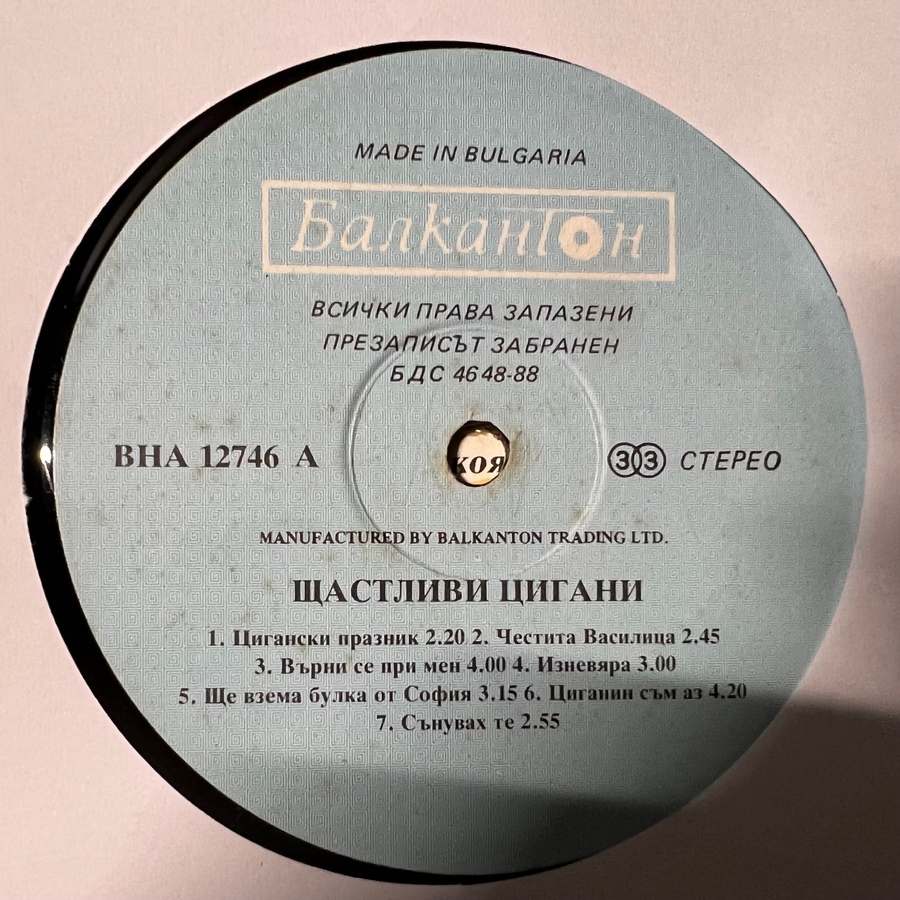 MADE IN BULGARIA
Балкантон
ВСИЧКИ ПРАВА ЗАПАЗЕНИ
ПРЕЗАПИСЪТ ЗАБРАНЕН
БДС 4648-88
ВНА 12746 А
коя
33 СТЕРЕО
MANUFACTURED BY BALKANTON TRADING LTD.
ЩАСТЛИВИ ЦИГАНИ
1. Цигански празник 2.20 2. Честита Василица 2.45
3. Върни се при мен 4.00 4. Изневяра 3.00
5. Ще взема булка от София 3.15 6. Циганин съм аз 4.20
7. Сънувах те 2.55